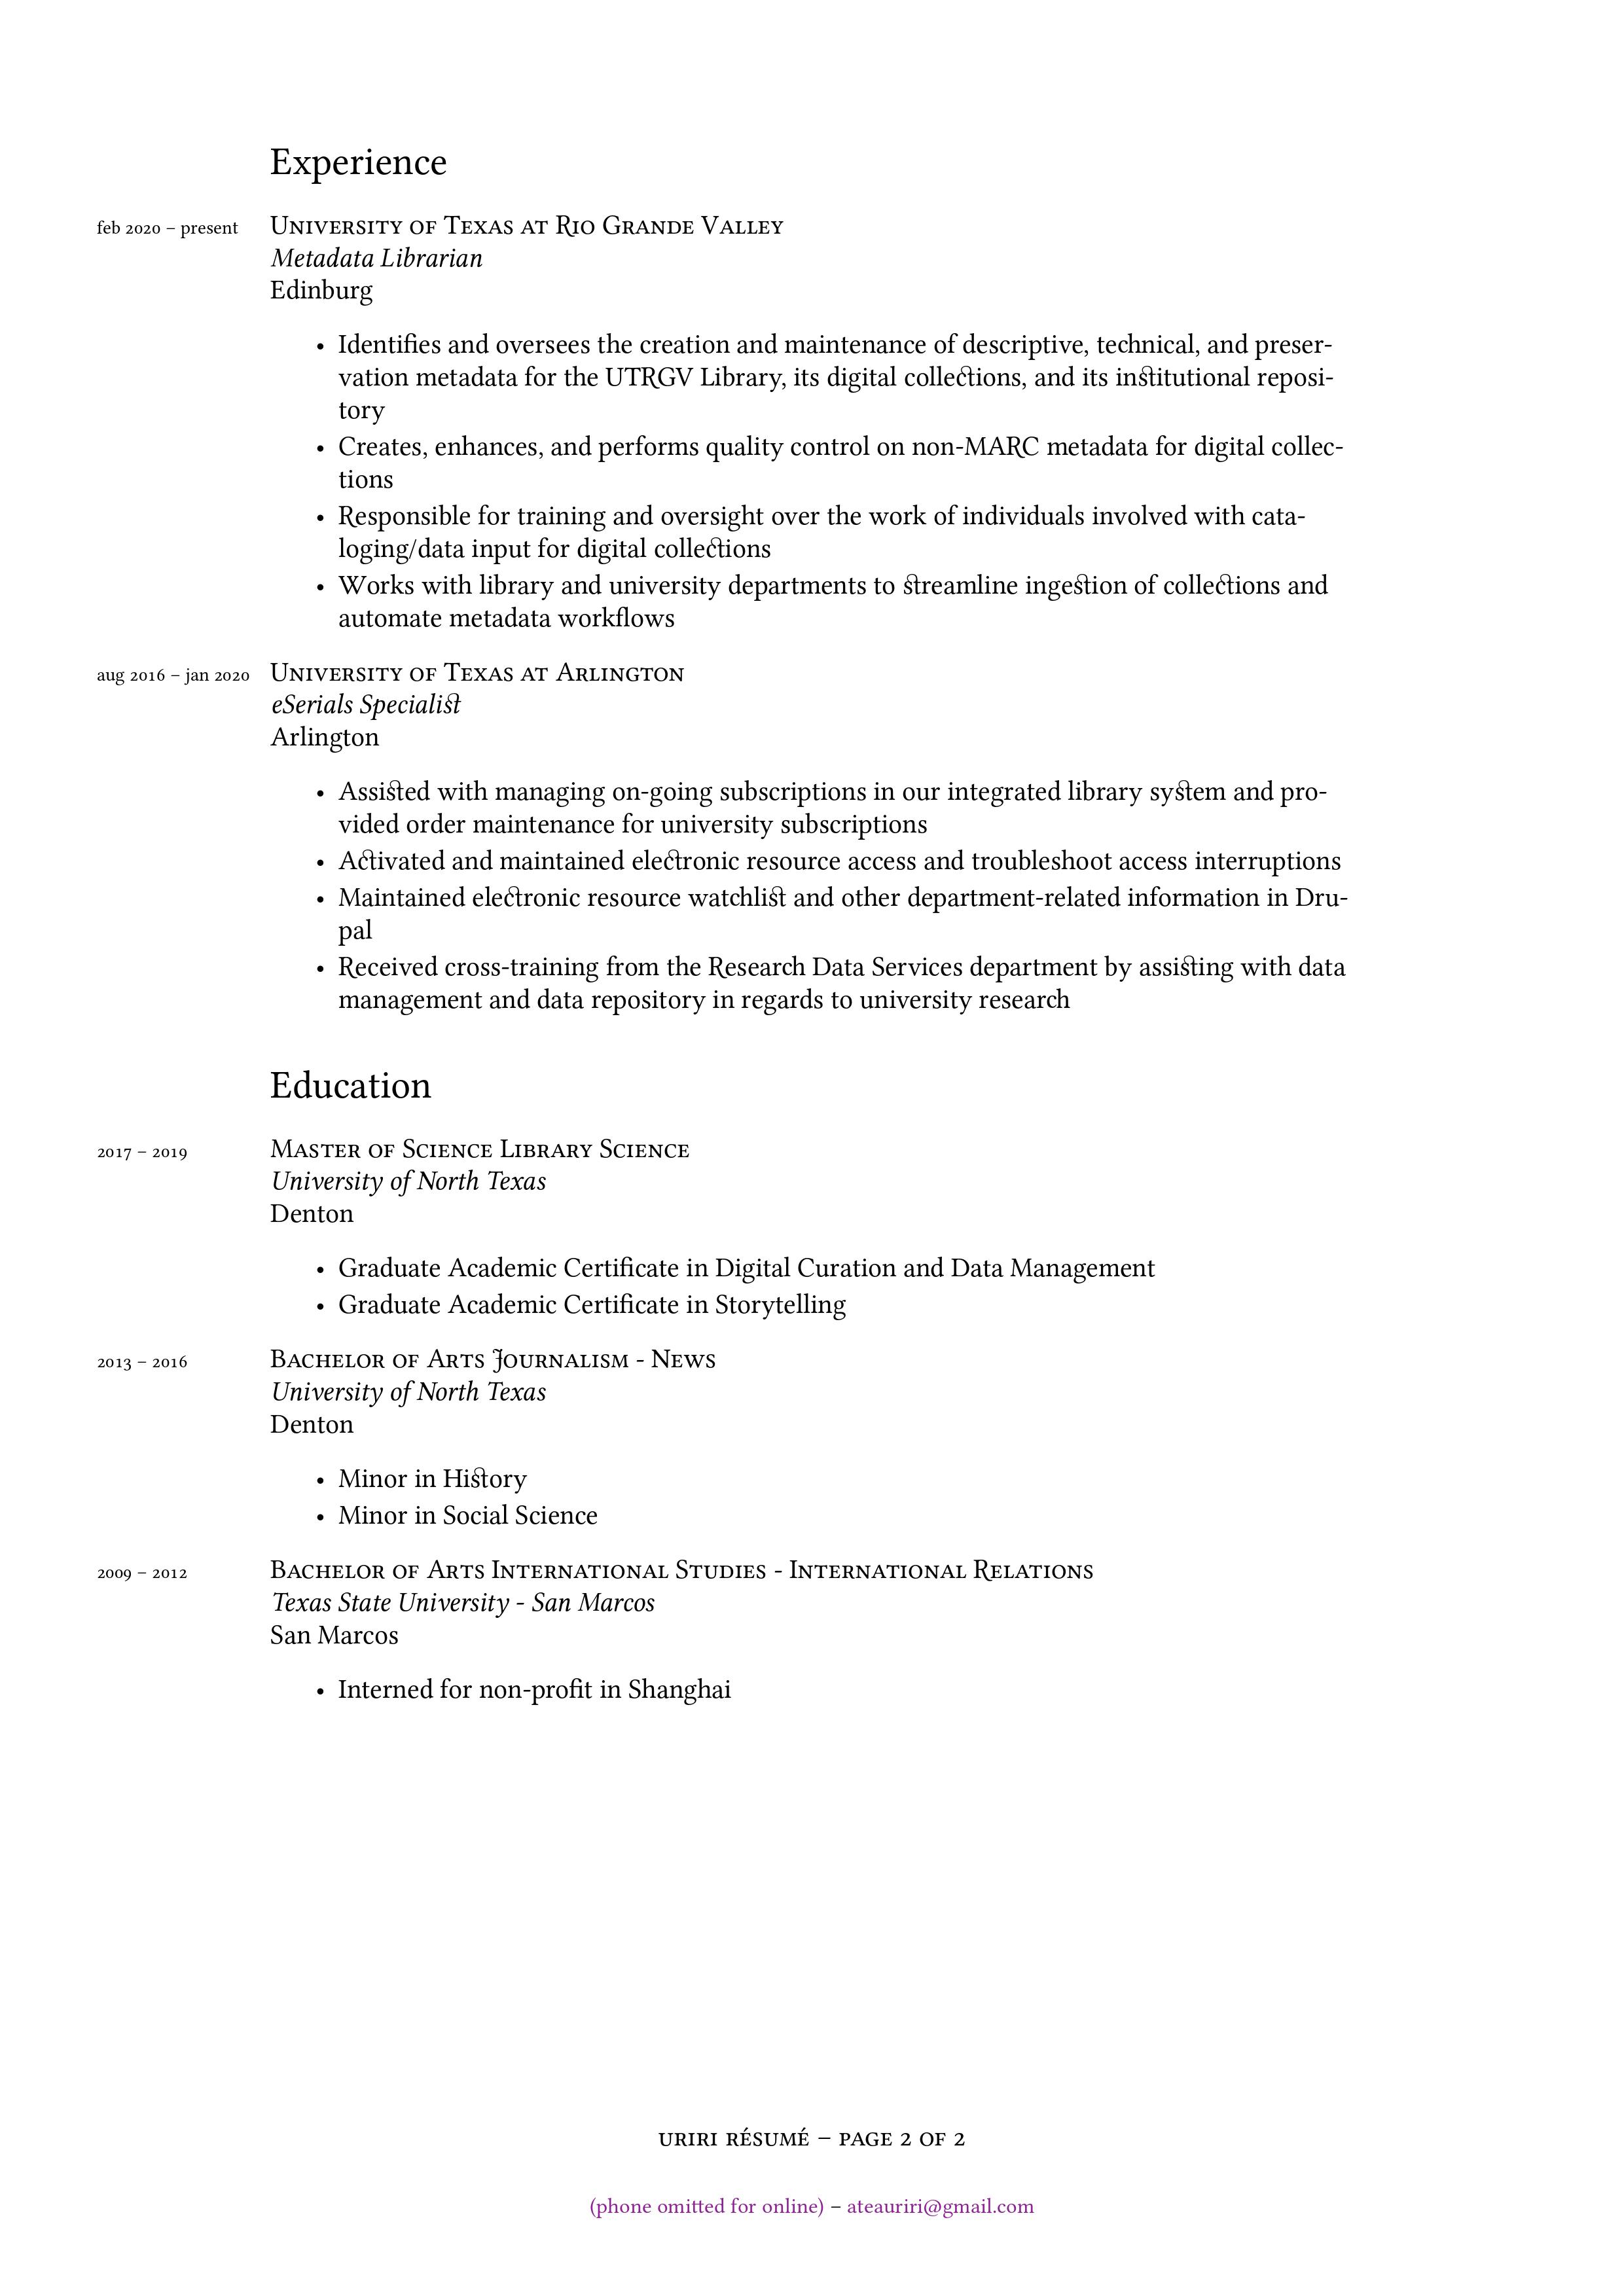 Experience
feb 2020 – present University of Texas at Rio Grande Valley
Metadata Librarian
Edinburg
• Identifies and oversees the creation and maintenance of descriptive, technical, and preser-
vation metadata for the UTRGV Library, its digital collections, and its institutional reposi-
tory
• Creates, enhances, and performs quality control on non-MARC metadata for digital collec-
tions
• Responsible for training and oversight over the work of individuals involved with cata-
loging/data input for digital collections
• Works with library and university departments to streamline ingestion of collections and
automate metadata workflows
aug 2016 – jan 2020 University of Texas at Arlington
eSerials Specialist
Arlington
• Assisted with managing on-going subscriptions in our integrated library system and pro-
vided order maintenance for university subscriptions
• Activated and maintained electronic resource access and troubleshoot access interruptions
• Maintained electronic resource watchlist and other department-related information in Dru-
pal
• Received cross-training from the Research Data Services department by assisting with data
management and data repository in regards to university research
Education
2017 – 2019 Master of Science Library Science
University of North Texas
Denton
• Graduate Academic Certificate in Digital Curation and Data Management
• Graduate Academic Certificate in Storytelling
2013 – 2016 Bachelor of Arts Journalism - News
University of North Texas
Denton
• Minor in History
• Minor in Social Science
2009 – 2012 Bachelor of Arts International Studies - International Relations
Texas State University - San Marcos
San Marcos
• Interned for non-profit in Shanghai
uriri résumé – page 2 of 2
(phone omitted for online) – ateauriri@gmail.com